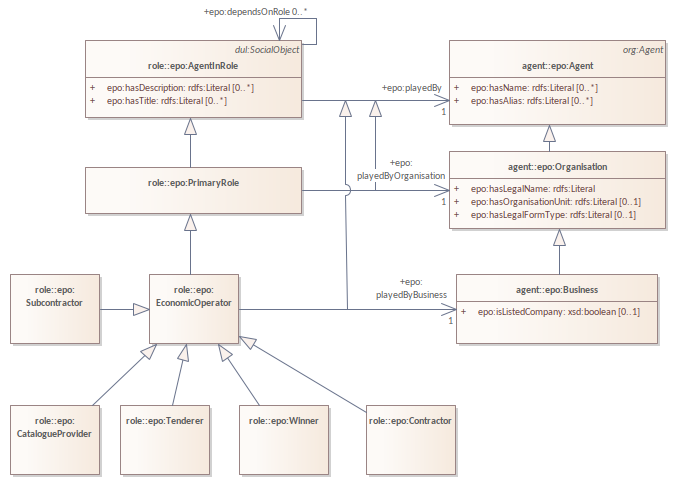 +epo:dependsOnRole 0..*
dul:SocialObject
role::epo:AgentInRole
+ epo:hasDescription: rdfs:Literal [0..*]
+ epo:hasTitle: rdfs:Literal [0..*]
+epo:playedBy
1
org:Agent
agent::epo:Agent
+ epo:hasName: rdfs:Literal [0..*]
+ epo:hasAlias: rdfs:Literal [0..*]
role::epo:PrimaryRole
+epo:
playedByOrganisation
1
agent::epo:Organisation
+ epo:hasLegalName: rdfs:Literal
+ epo:hasOrganisationUnit: rdfs:Literal [0..1]
+ epo:hasLegalFormType: rdfs:Literal [0..1]
role::epo:
Subcontractor
role::epo:
EconomicOperator
+epo:
playedByBusiness
1
agent::epo:Business
+ epo:isListedCompany: xsd:boolean [0..1]
role::epo:
CatalogueProvider
role::epo:Tenderer
role::epo:Winner
role::epo:Contractor